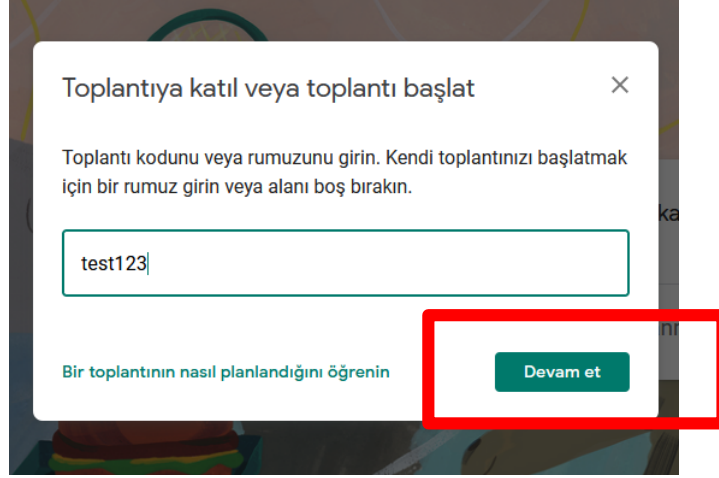 Toplantıya katıl veya toplantı başlat
Toplantı kodunu veya rumuzunu girin. Kendi toplantınızı başlatmak
için bir rumuz girin veya alanı boş bırakın.
test123
Bir toplantının nasıl planlandığını öğrenin
Devam et